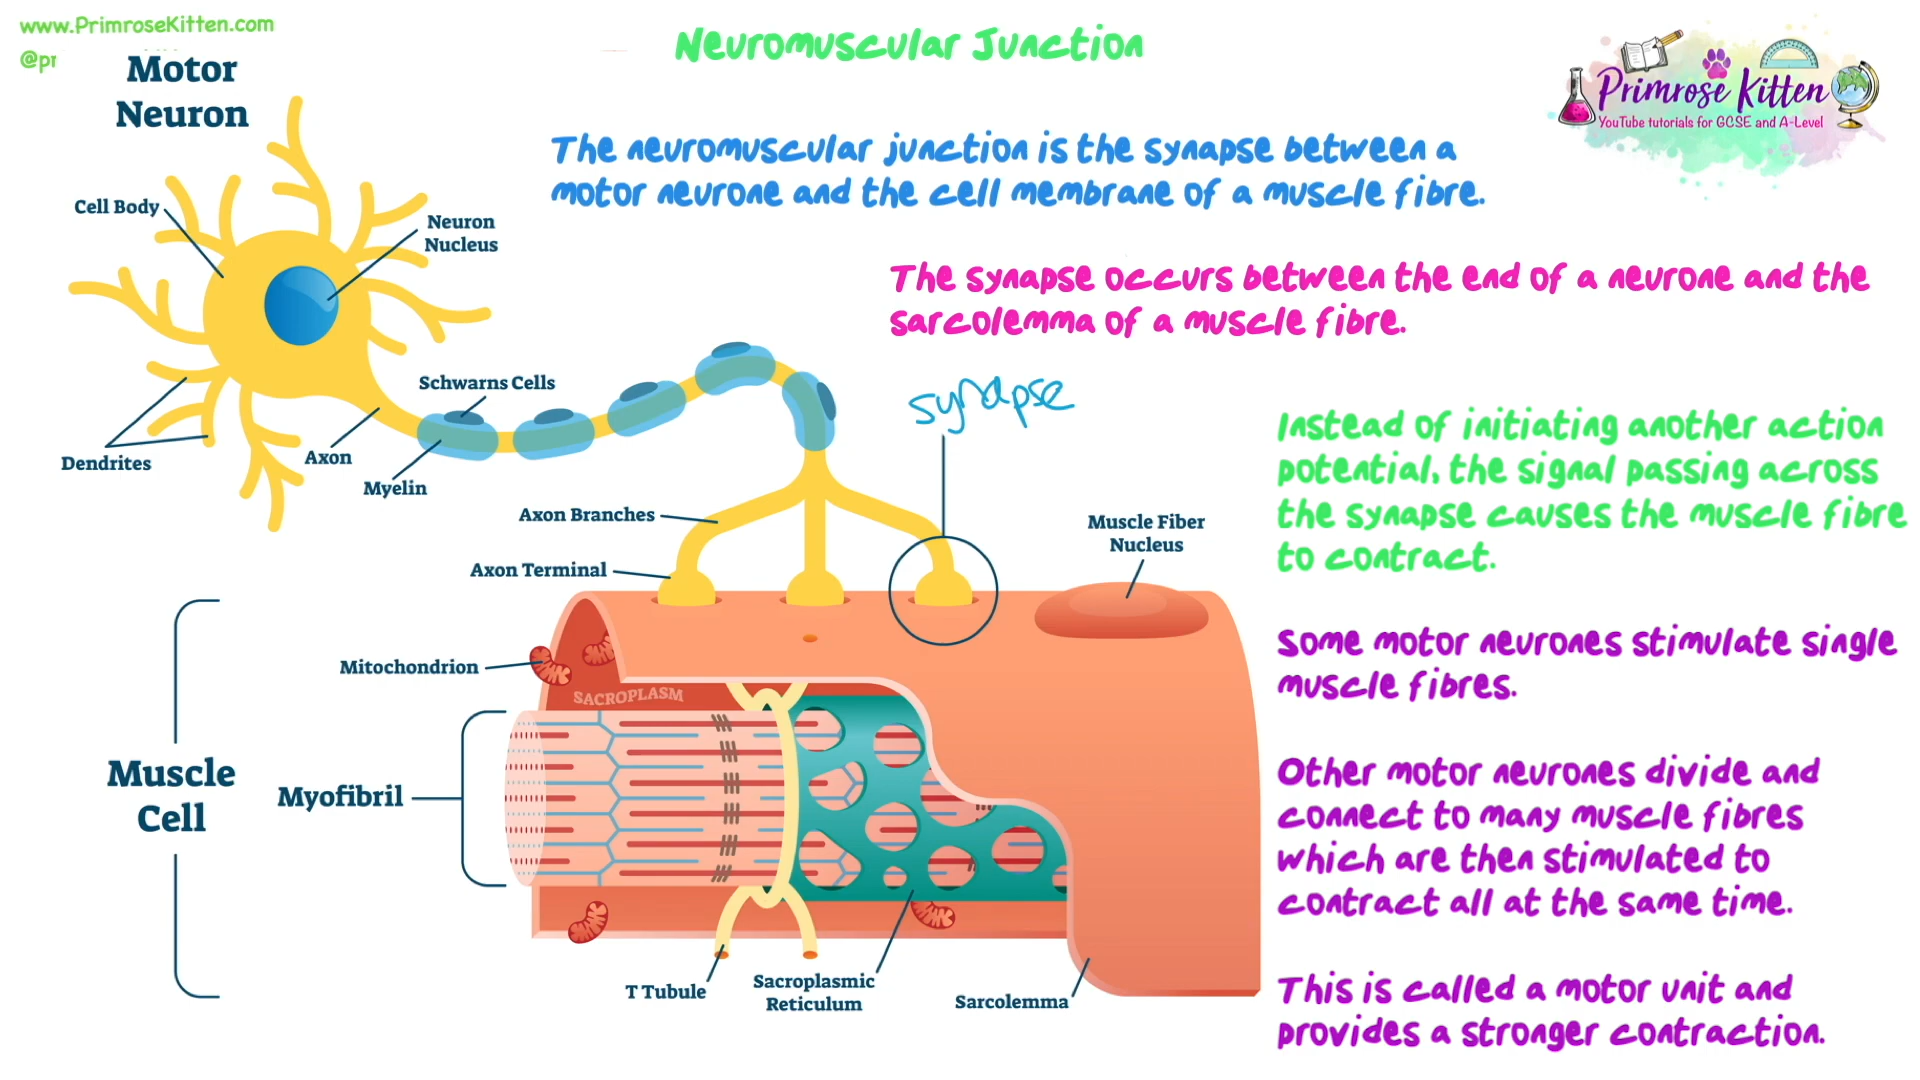 www.PrimroseKitten.com
@pr
Neuromuscular Junction
Primrose Kitten
YouTube tutorials for GCSE and A-Level
Motor
Neuron
The neuromuscular junction is the synapse between a
motor neurone and the cell membrane of a muscle fibre.
Cell Body
Neuron
Nucleus
The synapse occurs between the end of a neurone and the
sarcolemma of a muscle fibre.
Schwarns Cells
synapse
Dendrites
Axon
Myelin
Instead of initiating another action
potential, the signal passing across
the synapse causes the muscle fibre
to contract.
Axon Branches
Muscle Fiber
Nucleus
Axon Terminal
Mitochondrion
SACROPLASM
Some motor neurones stimulate single
muscle fibres.
Muscle
Cell
Myofibril
Other motor neurones divide and
connect to many muscle fibres
which are then stimulated to
contract all at the same time.
T Tubule
Sacroplasmic
Reticulum
Sarcolemma
This is called a motor unit and
provides a stronger contraction.